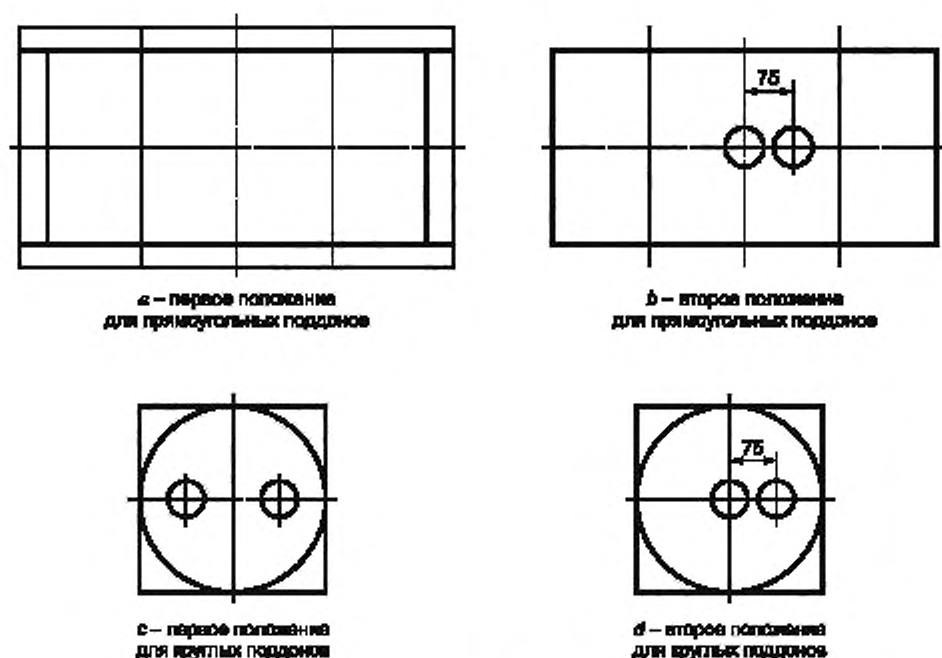 75
a – первое положение
для прямоугольных поддонов
b – второе положение
для прямоугольных поддонов
75
c – первое положение
для круглых поддонов
d – второе положение
для круглых поддонов